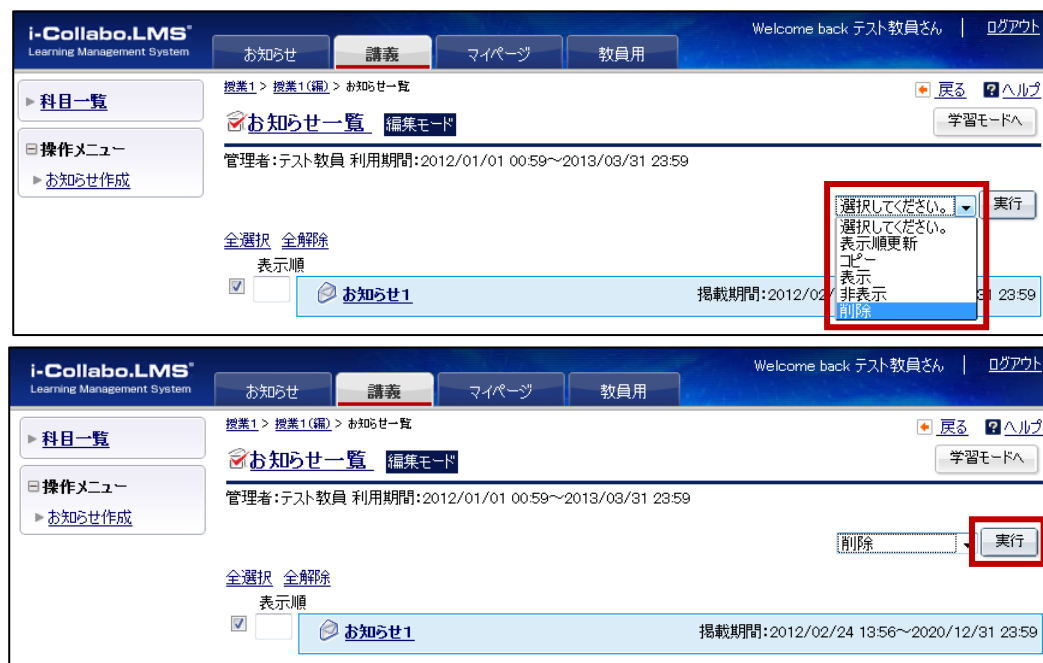 i-Collabo.LMS
Learning Management System
Welcome back テスト教員さん | ログアウト
お知らせ 講義 マイページ 教員用
科目一覧
操作メニュー
お知らせ作成
授業1 > 授業1(編) > お知らせ一覧
戻る ?ヘルプ
お知らせ一覧 編集モード
学習モードへ
管理者:テスト教員 利用期間:2012/01/01 00:59~2013/03/31 23:59
選択してください。 実行
選択してください。
表示順更新
コピー
表示
非表示
削除
全選択 全解除
表示順
お知らせ1 掲載期間:2012/02/ 31 23:59
i-Collabo.LMS
Learning Management System
Welcome back テスト教員さん | ログアウト
お知らせ 講義 マイページ 教員用
科目一覧
操作メニュー
お知らせ作成
授業1 > 授業1(編) > お知らせ一覧
戻る ?ヘルプ
お知らせ一覧 編集モード
学習モードへ
管理者:テスト教員 利用期間:2012/01/01 00:59~2013/03/31 23:59
削除 実行
全選択 全解除
表示順
お知らせ1 掲載期間:2012/02/24 13:56~2020/12/31 23:59